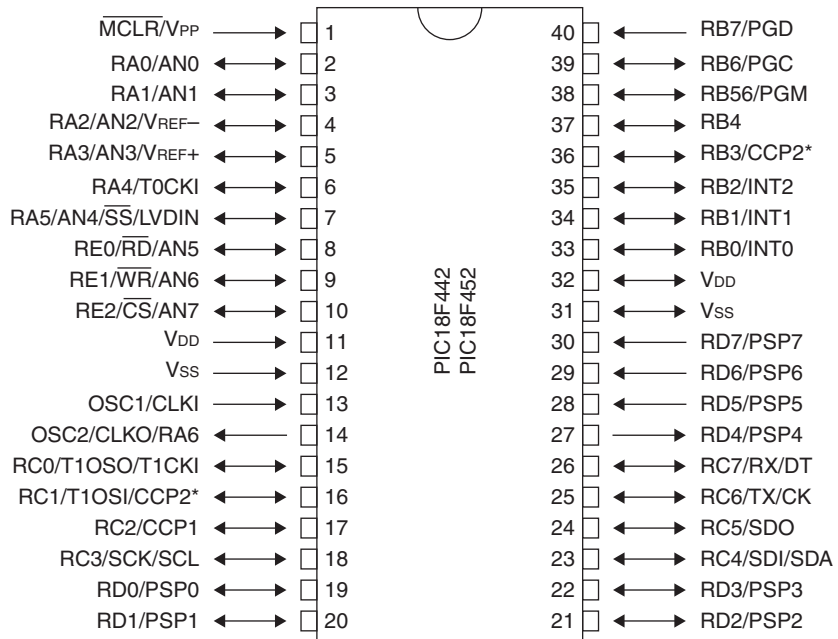 MCLR/VPP 1 40 RB7/PGD
RA0/AN0 2 39 RB6/PGC
RA1/AN1 3 38 RB56/PGM
RA2/AN2/VREF– 4 37 RB4
RA3/AN3/VREF+ 5 36 RB3/CCP2*
RA4/T0CKI 6 35 RB2/INT2
RA5/AN4/SS/LVDIN 7 34 RB1/INT1
RE0/RD/AN5 8 33 RB0/INT0
RE1/WR/AN6 9 32 VDD
RE2/CS/AN7 10 31 VSS
VDD 11 30 RD7/PSP7
VSS 12 29 RD6/PSP6
OSC1/CLKI 13 28 RD5/PSP5
OSC2/CLKO/RA6 14 27 RD4/PSP4
RC0/T1OSO/T1CKI 15 26 RC7/RX/DT
RC1/T1OSI/CCP2* 16 25 RC6/TX/CK
RC2/CCP1 17 24 RC5/SDO
RC3/SCK/SCL 18 23 RC4/SDI/SDA
RD0/PSP0 19 22 RD3/PSP3
RD1/PSP1 20 21 RD2/PSP2
PIC18F442
PIC18F452